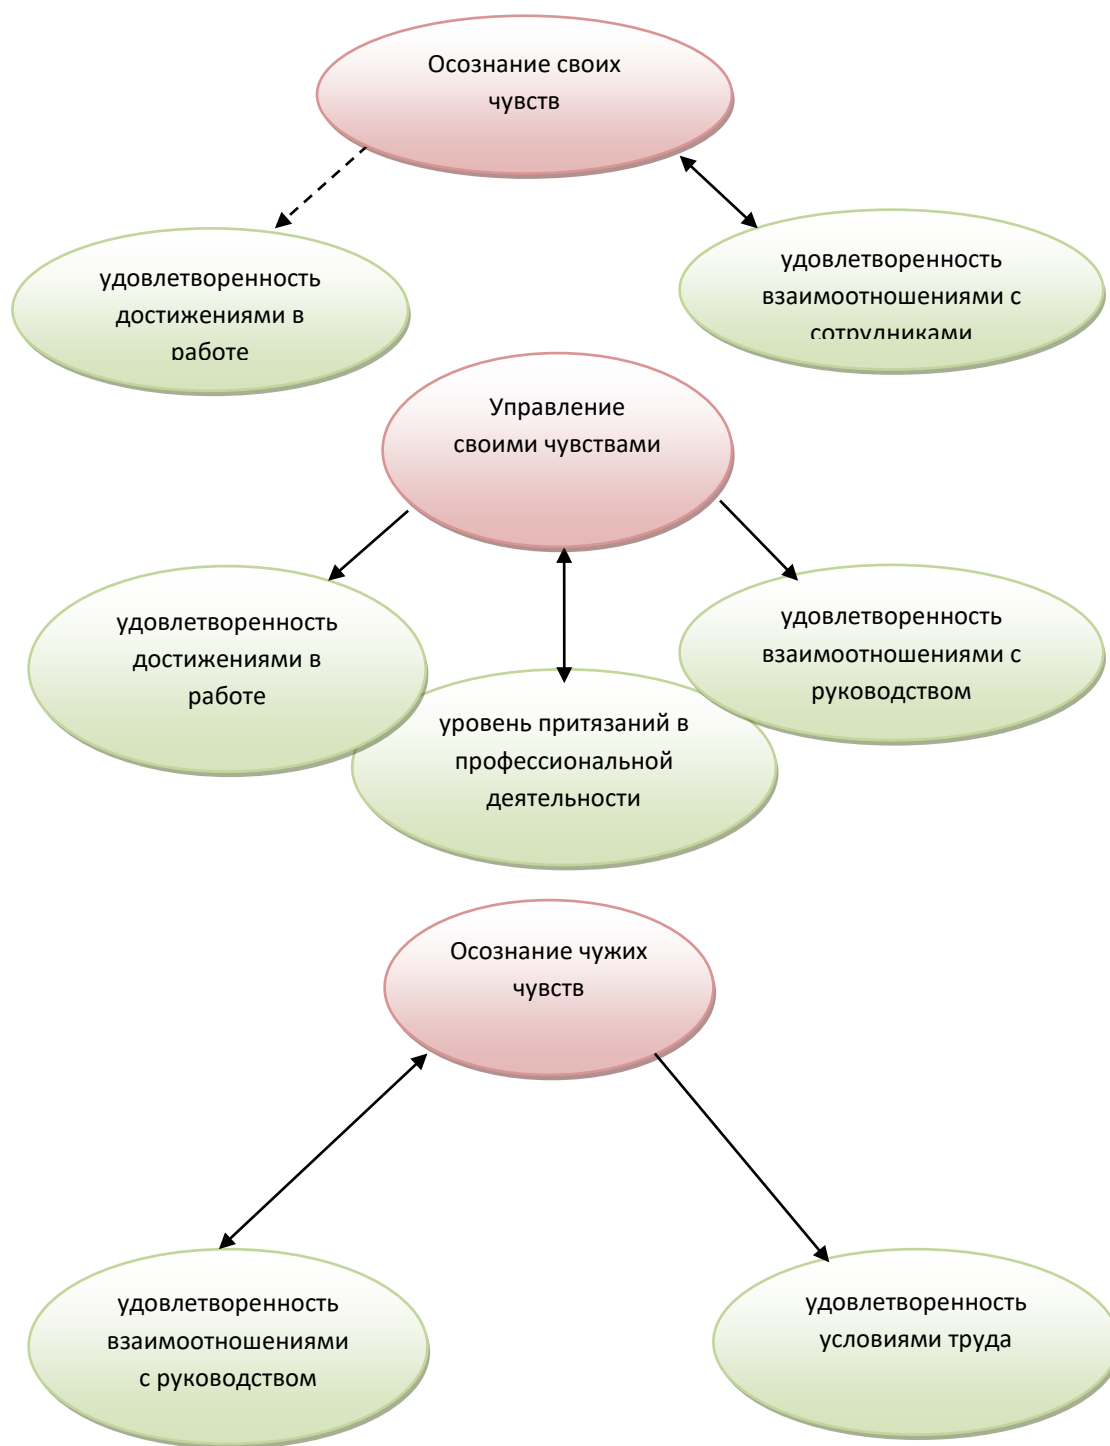 Осознание своих
чувств
удовлетворенность
достижениями в
работе
удовлетворенность
взаимоотношениями с
сотрудниками
Управление
своими чувствами
удовлетворенность
достижениями в
работе
уровень притязаний в
профессиональной
деятельности
удовлетворенность
взаимоотношениями с
руководством
Осознание чужих
чувств
удовлетворенность
взаимоотношениями
с руководством
удовлетворенность
условиями труда